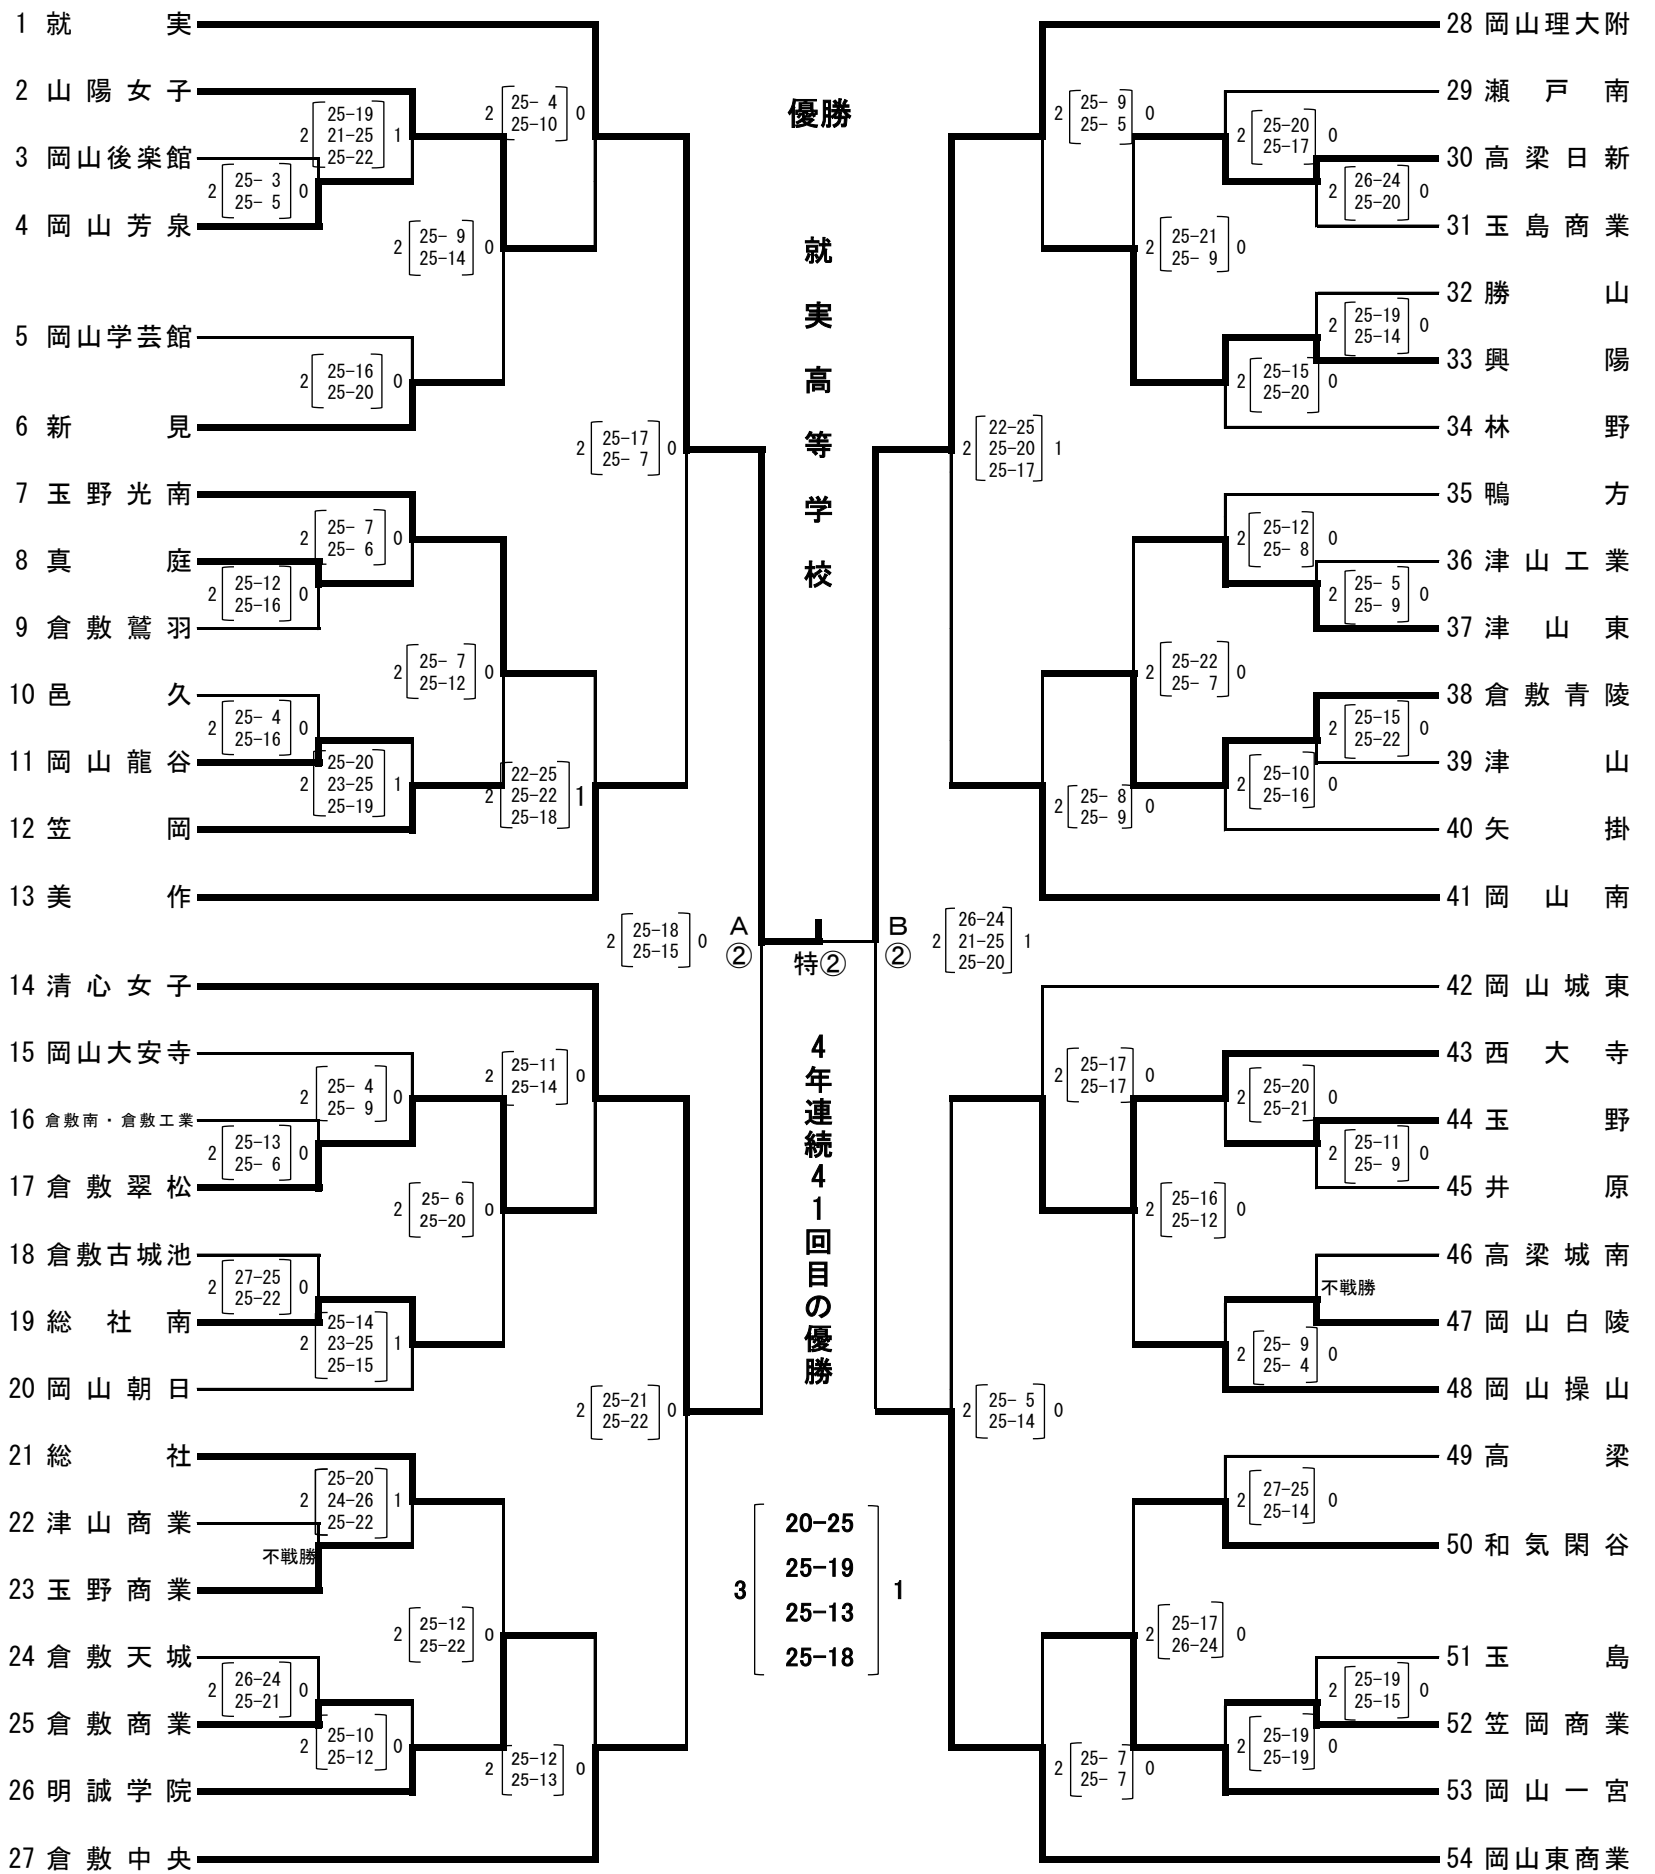 1 就実
2 山陽女子
3 岡山後楽館
4 岡山芳泉
5 岡山学芸館
6 新見
7 玉野光南
8 真庭
9 倉敷鷲羽
10 邑久
11 岡山龍谷
12 笠岡
13 美作
14 清心女子
15 岡山大安寺
16 倉敷南・倉敷工業
17 倉敷翠松
18 倉敷古城池
19 総社南
20 岡山朝日
21 総社
22 津山商業
23 玉野商業
24 倉敷天城
25 倉敷商業
26 明誠学院
27 倉敷中央
2 25- 3 0
25- 5
2 25-12 0
25-16
2 25- 4 0
25-16
2 25-13 0
25- 6
2 27-25 0
25-22
不戦勝
2 26-24 0
25-21
25-19
2 21-25 1
25-22
2 25-16 0
25-20
2 25- 7 0
25- 6
25-20
2 23-25 1
25-19
2 25- 4 0
25- 9
25-14
2 23-25 1
25-15
25-20
2 24-26 1
25-22
2 25-10 0
25-12
2 25- 9 0
25-14
2 25- 7 0
25-12
2 25- 6 0
25-20
2 25-12 0
25-22
2 25- 4 0
25-10
22-25
2 25-22 1
25-18
2 25-11 0
25-14
2 25-12 0
25-13
2 25-17 0
25- 7
2 25-21 0
25-22
2 25-18 0
25-15
A
②
優勝
就実高等学校
特②
4年連続41回目の優勝
20-25
25-19
3 1
25-13
25-18
B
②
26-24
2 21-25 1
25-20
22-25
2 25-20 1
25-17
2 25- 5 0
25-14
2 25- 9 0
25- 5
2 25- 8 0
25- 9
2 25-17 0
25-17
2 25- 7 0
25- 7
2 25-21 0
25- 9
2 25-22 0
25- 7
2 25-16 0
25-12
2 25-17 0
26-24
2 25-20 0
25-17
2 25-15 0
25-20
2 25-12 0
25- 8
2 25-10 0
25-16
2 25-20 0
25-21
2 25- 9 0
25- 4
2 27-25 0
25-14
2 25-19 0
25-19
2 26-24 0
25-20
2 25-19 0
25-14
2 25- 5 0
25- 9
2 25-15 0
25-22
2 25-11 0
25- 9
不戦勝
2 25-19 0
25-15
28 岡山理大附
29 瀬戸南
30 高梁日新
31 玉島商業
32 勝山
33 興陽
34 林野
35 鴨方
36 津山工業
37 津山東
38 倉敷青陵
39 津山
40 矢掛
41 岡山南
42 岡山城東
43 西大寺
44 玉野
45 井原
46 高梁城南
47 岡山白陵
48 岡山操山
49 高梁
50 和気閑谷
51 玉島
52 笠岡商業
53 岡山一宮
54 岡山東商業